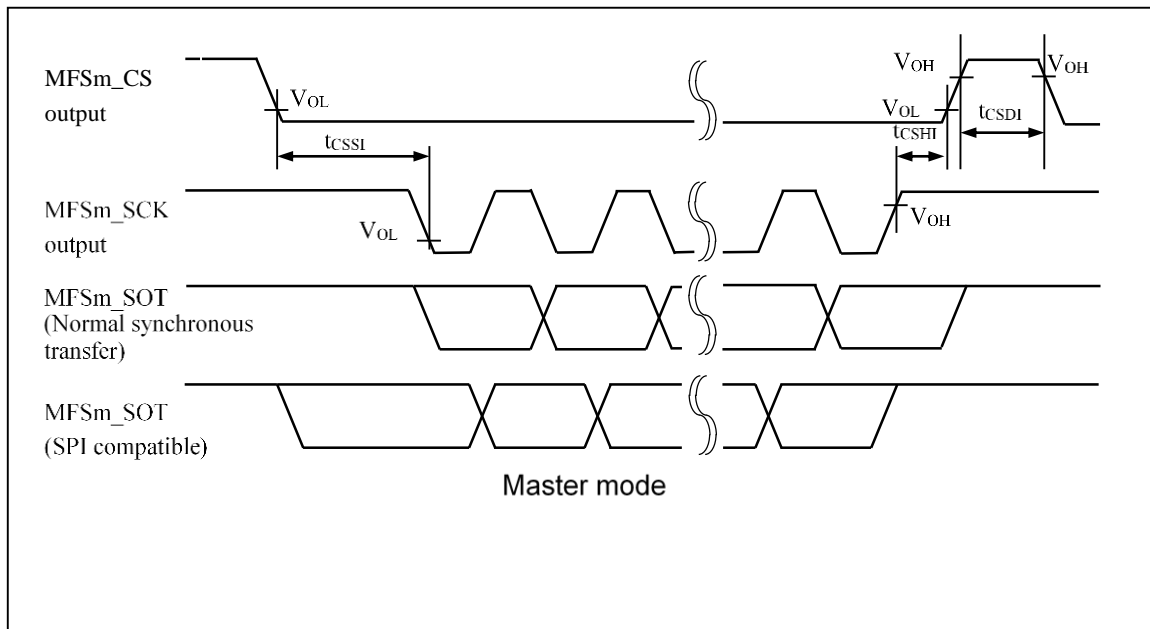 MFSm_CS
output
VOL
VOH
VOH
VOL
tCSSI
tCSHI
tCSDI
MFSm_SCK
output
VOL
VOH
MFSm_SOT
(Normal synchronous
transfer)
MFSm_SOT
(SPI compatible)
Master mode